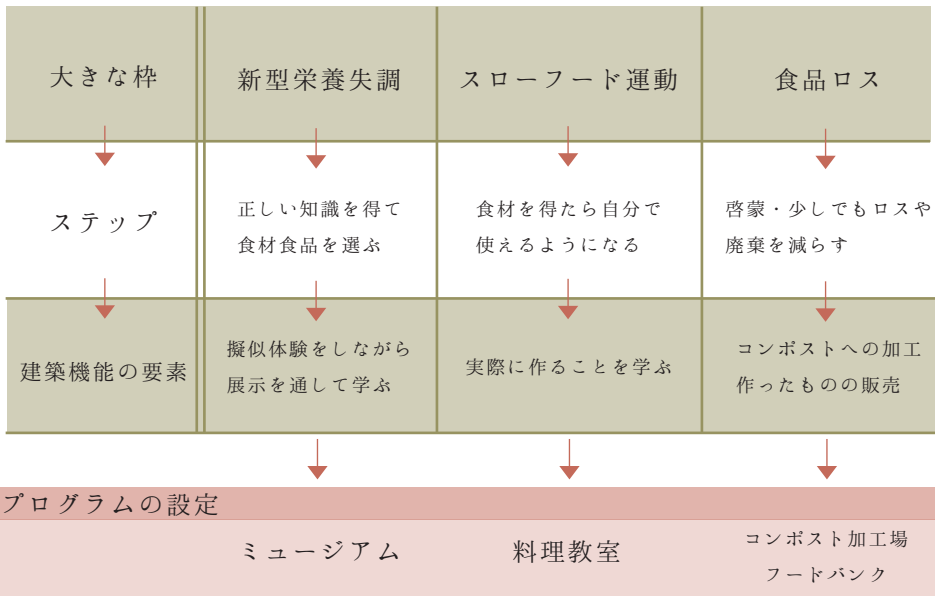 大きな枠
新型栄養失調
スローフード運動
食品ロス
ステップ
正しい知識を得て
食材食品を選ぶ
食材を得たら自分で
使えるようになる
啓蒙・少しでもロスや
廃棄を減らす
建築機能の要素
擬似体験をしながら
展示を通して学ぶ
実際に作ることを学ぶ
コンポストへの加工
作ったものの販売
プログラムの設定
ミュージアム
料理教室
コンポスト加工場
フードバンク